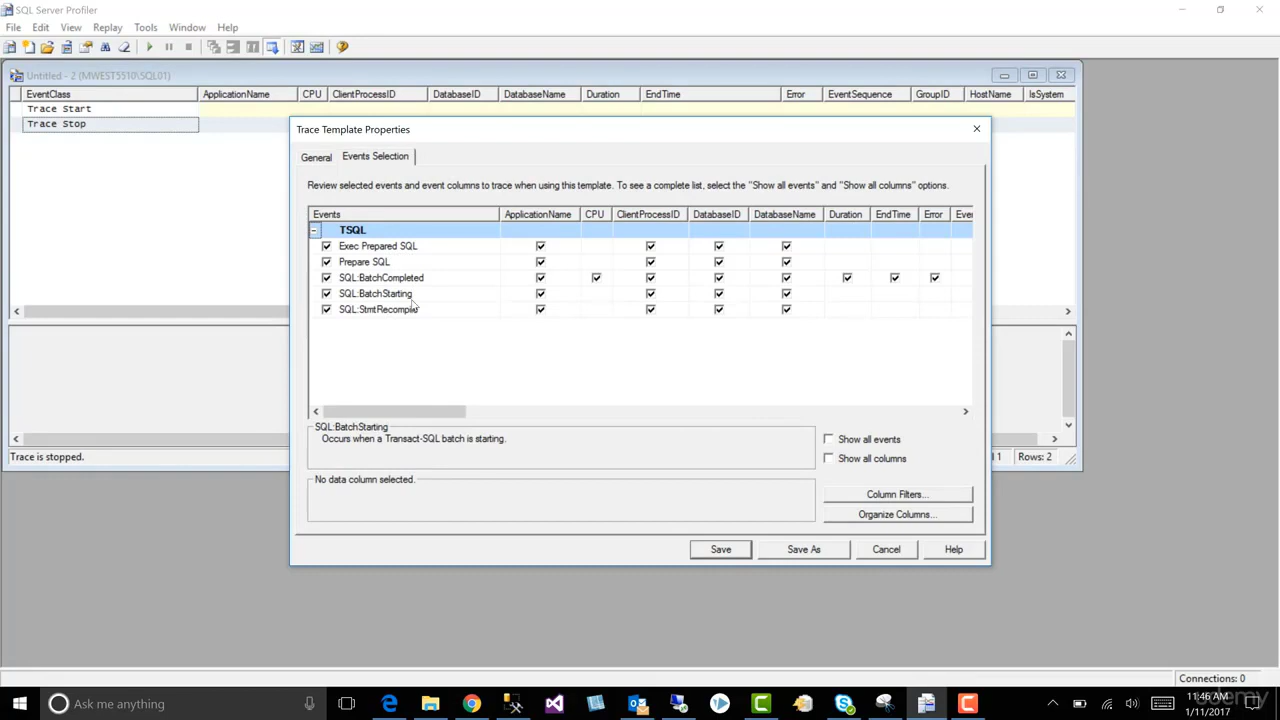 SQL Server Profiler
File Edit View Replay Tools Window Help
Untitled - 2 (MWEST5510\SQL01)
EventClass ApplicationName CPU ClientProcessID DatabaseID DatabaseName Duration EndTime Error EventSequence GroupID HostName IsSystem
Trace Start
Trace Stop
Trace Template Properties
General Events Selection
Review selected events and event columns to trace when using this template. To see a complete list, select the "Show all events" and "Show all columns" options.
Events ApplicationName CPU ClientProcessID DatabaseID DatabaseName Duration EndTime Error Ever
TSQL
Exec Prepared SQL
Prepare SQL
SQL:BatchCompleted
SQL:BatchStarting
SQL:StmtRecompile
SQL:BatchStarting
Occurs when a Transact-SQL batch is starting.
Show all events
Show all columns
No data column selected.
Column Filters...
Organize Columns...
Save Save As Cancel Help
Trace is stopped. 1 Rows: 2
Connections: 0
Ask me anything
11:46 AM
1/11/2017
udemy